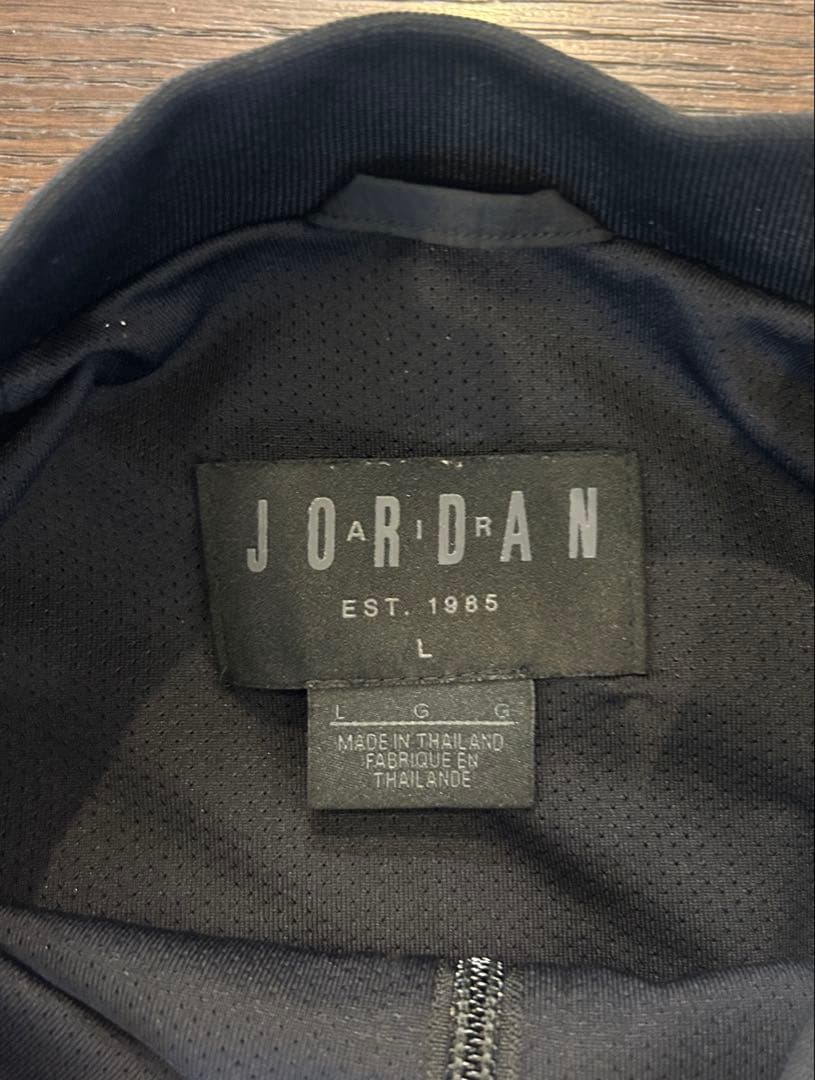 JORDAN
AIR
EST. 1985
L
L G G
MADE IN THAILAND
FABRIQUE EN
THAILANDE